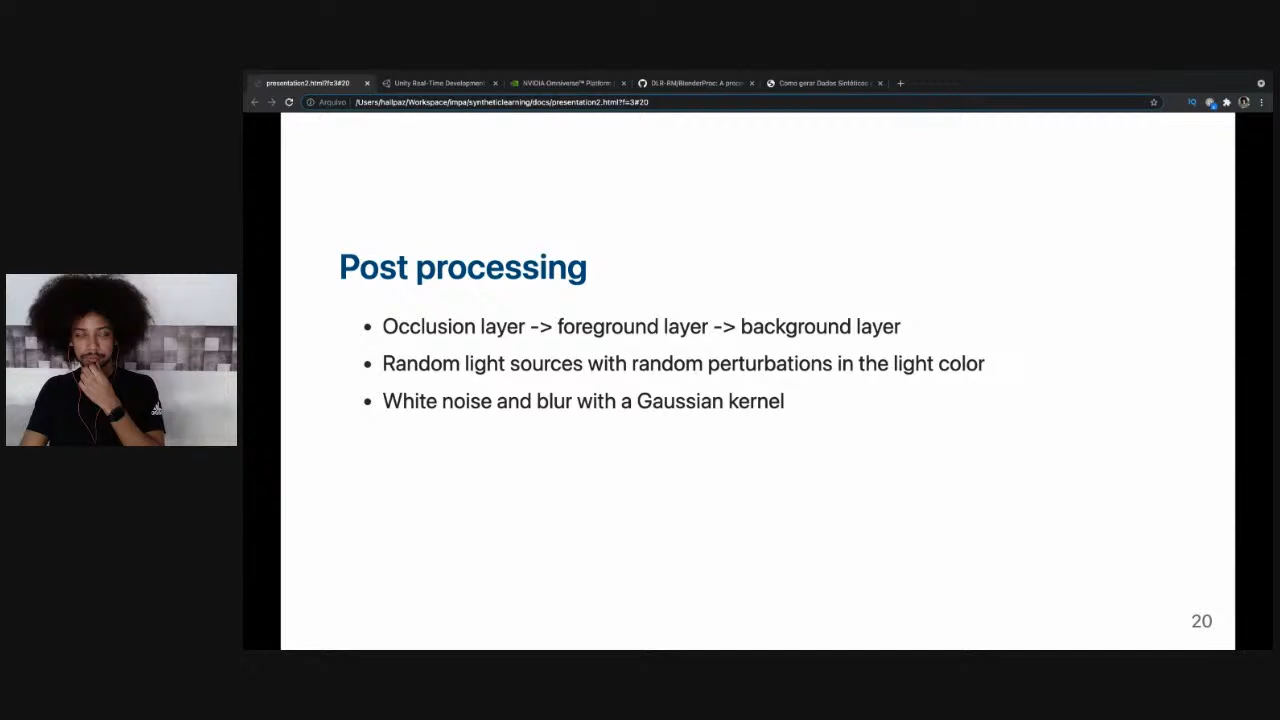 presentation2.html?f=3#20
Unity Real-Time Development
NVIDIA Omniverse™ Platform
DLR-RM/BlenderProc: A proce
Como gerar Dados Sintéticos
Arquivo
/Users/hallpaz/Workspace/impa/syntheticlearning/docs/presentation2.html?f=3#20
Post processing
• Occlusion layer -> foreground layer -> background layer
• Random light sources with random perturbations in the light color
• White noise and blur with a Gaussian kernel
20